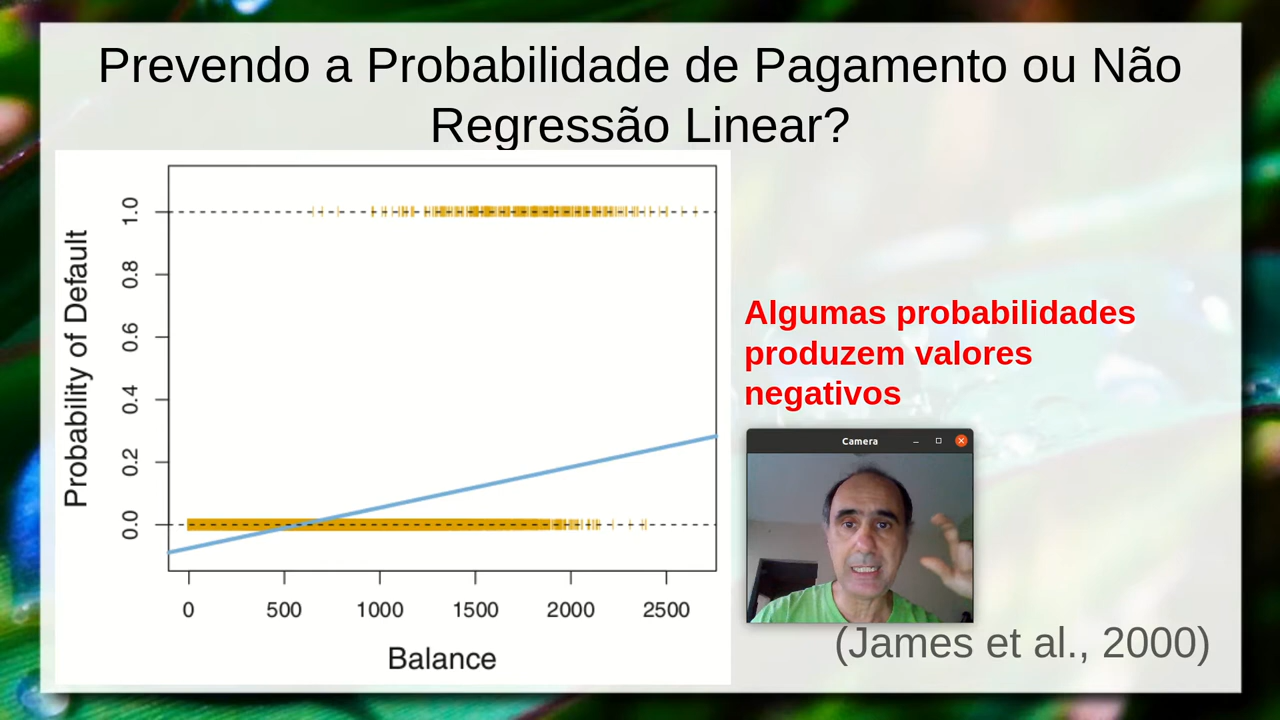 Prevendo a Probabilidade de Pagamento ou Não
Regressão Linear?
Probability of Default
1.0
0.8
0.6
0.4
0.2
0.0
0 500 1000 1500 2000 2500
Balance
Algumas probabilidades
produzem valores
negativos
Camera
(James et al., 2000)